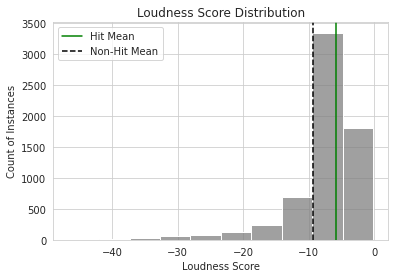 Loudness Score Distribution
Hit Mean
Non-Hit Mean
3500
3000
2500
2000
1500
1000
500
0
Count of Instances
−40
−30
−20
−10
0
Loudness Score